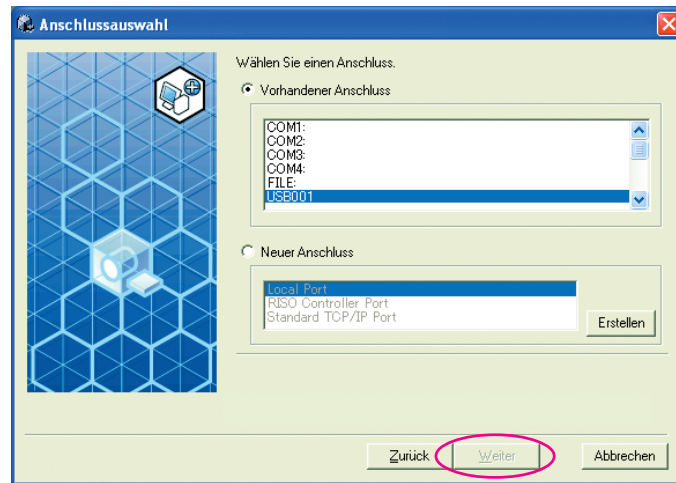 Anschlussauswahl
Wählen Sie einen Anschluss.
Vorhandener Anschluss
COM1:
COM2:
COM3:
COM4:
FILE:
USB001
Neuer Anschluss
Local Port
RISO Controller Port
Standard TCP/IP Port
Erstellen
Zurück Weiter Abbrechen